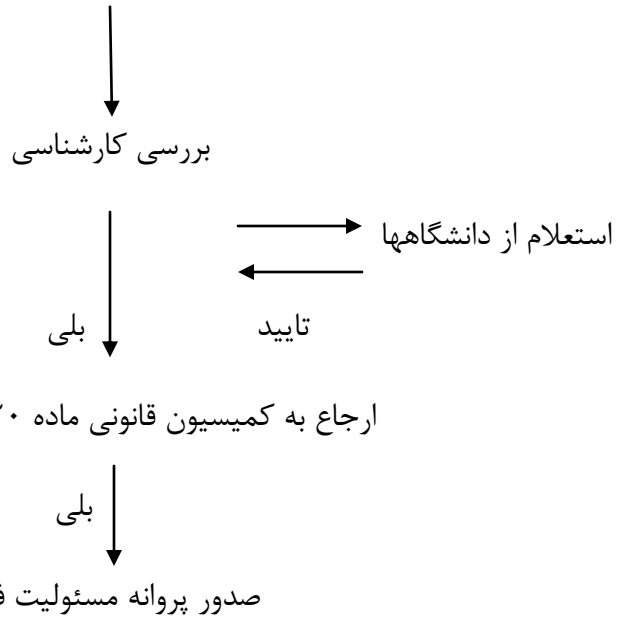 بررسی کارشناسی
استعلام از دانشگاهها
تایید
بلی
ارجاع به کمیسیون قانونی ماده
بلی
صدور پروانه مسئولیت